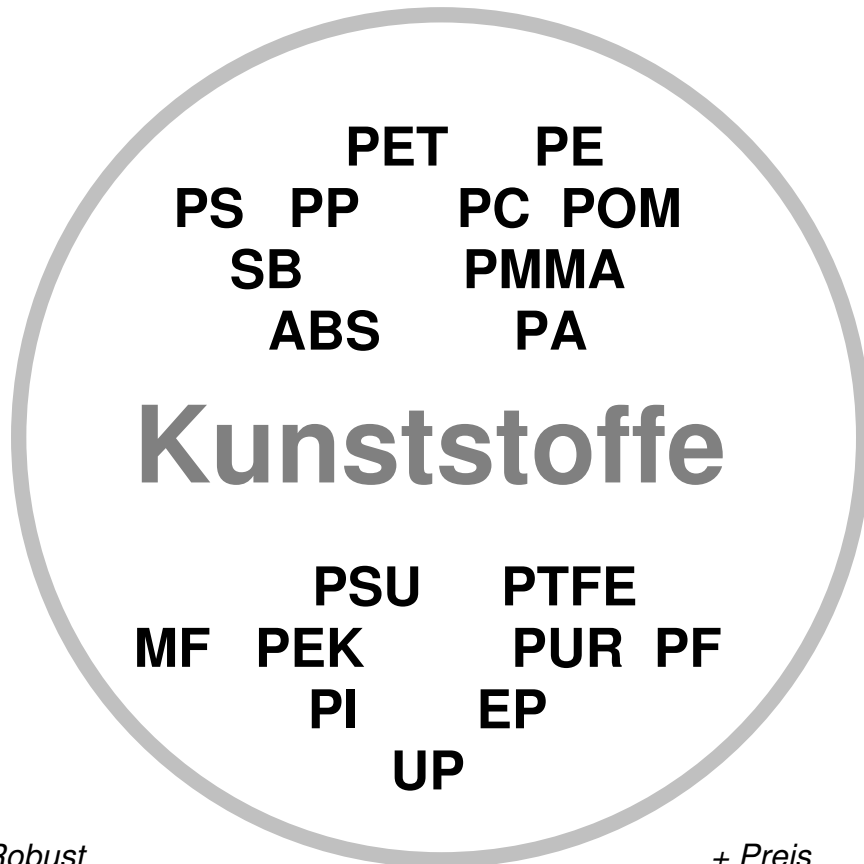 PET PE
PS PP PC POM
SB PMMA
ABS PA
Kunststoffe
PSU PTFE
MF PEK PUR PF
PI EP
UP
Robust + Preis